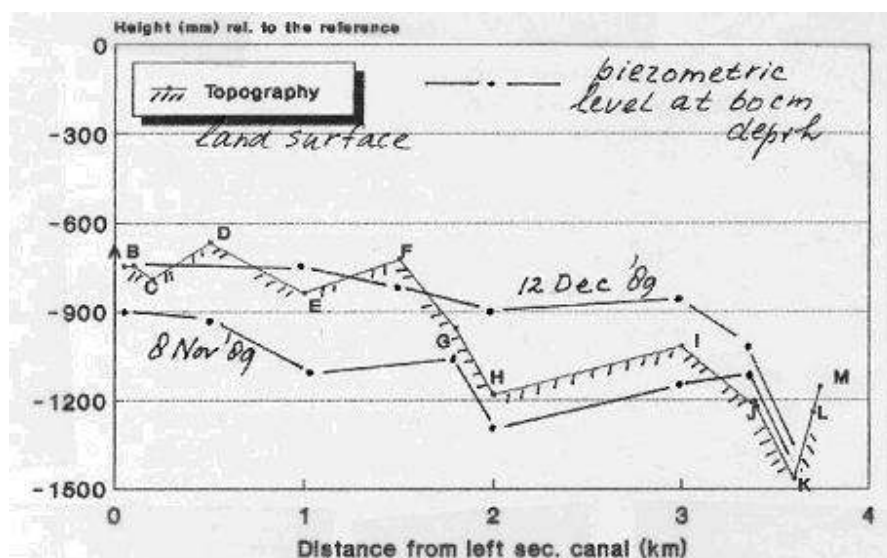 Height (mm) rel. to the reference
0
-300
-600
-900
-1200
-1500
Topography
land surface
piezometric
level at 60cm
deprh
A B
C
D
E
F
G
H
I
J
K
L
M
12 Dec '89
8 Nov '89
0 1 2 3 4
Distance from left sec. canal (km)